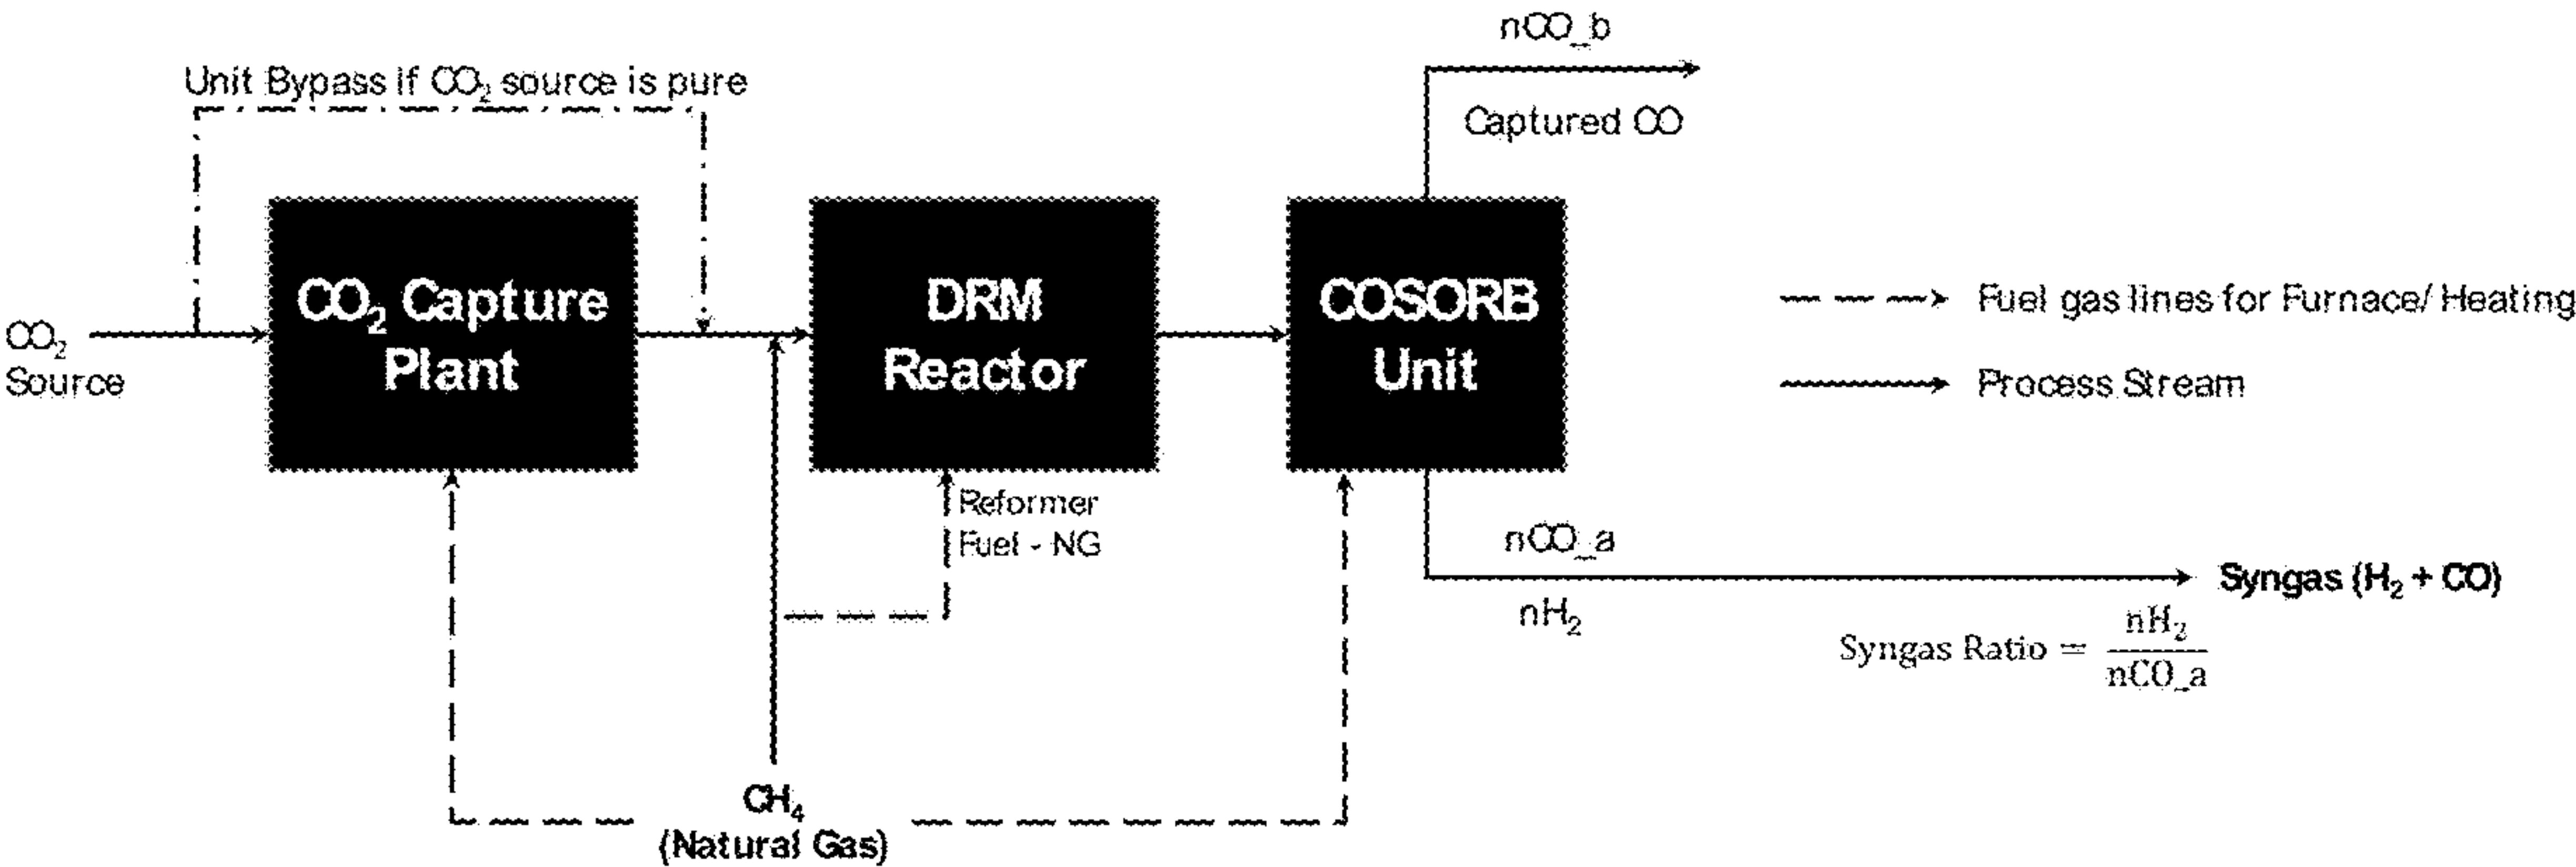 nCO_b
Unit Bypass if CO₂ source is pure
Captured CO
CO₂ Capture
Plant
DRM
Reactor
COSORB
Unit
CO₂
Source
Fuel gas lines for Furnace/ Heating
Process Stream
Reformer
Fuel - NG
nCO_a
nH₂
Syngas (H₂ + CO)
Syngas Ratio = nH₂ / nCO_a
CH₄
(Natural Gas)